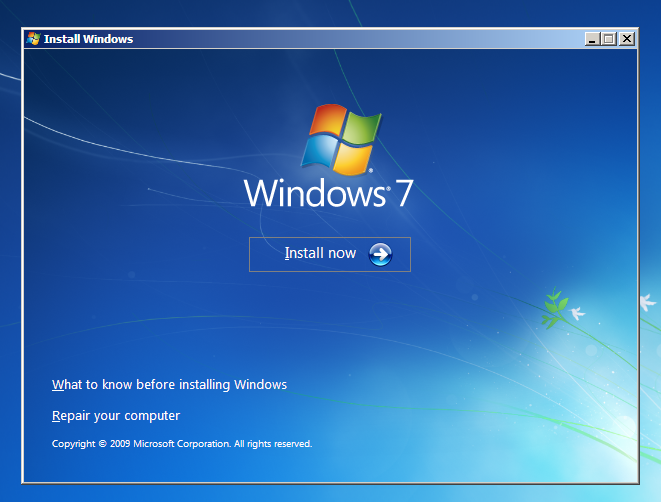 Install Windows
Windows® 7
Install now
What to know before installing Windows
Repair your computer
Copyright © 2009 Microsoft Corporation. All rights reserved.